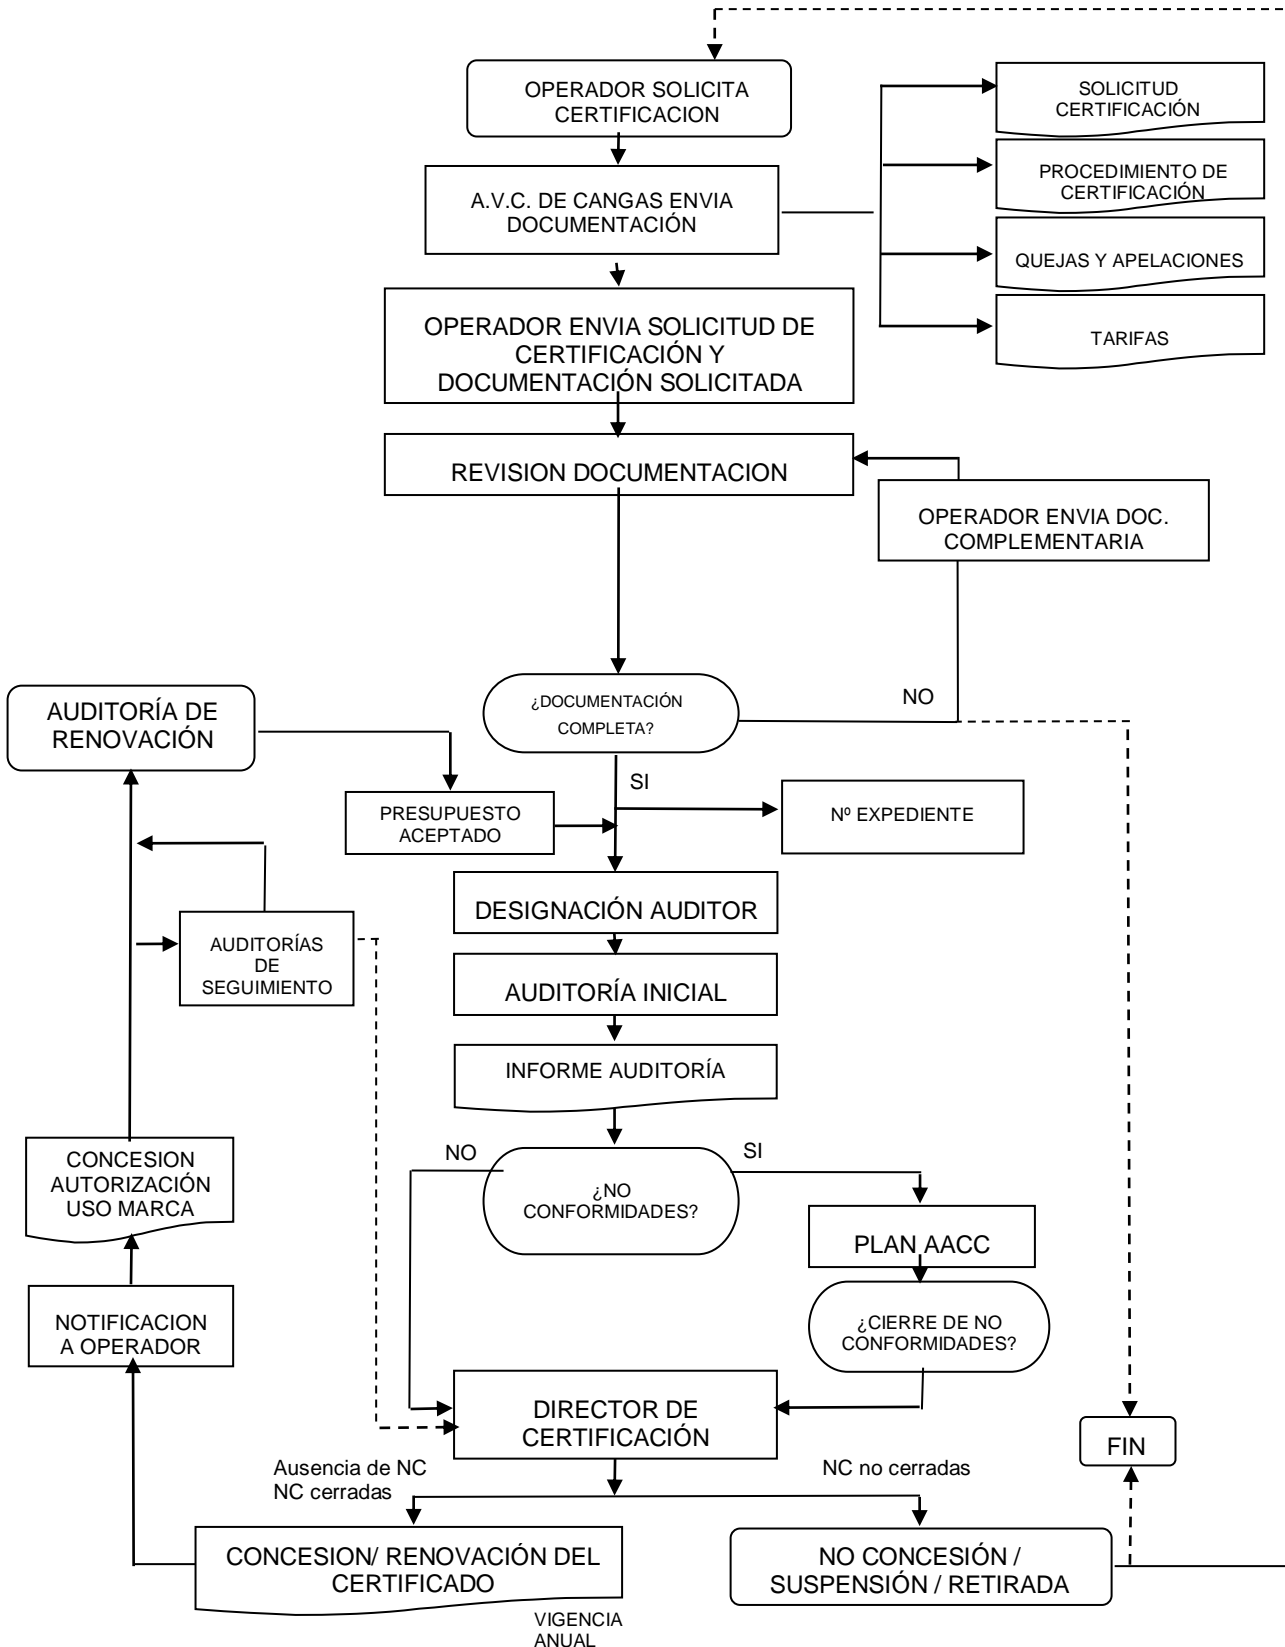 OPERADOR SOLICITA
CERTIFICACION
SOLICITUD
CERTIFICACIÓN
A.V.C. DE CANGAS ENVIA
DOCUMENTACIÓN
PROCEDIMIENTO DE
CERTIFICACIÓN
QUEJAS Y APELACIONES
TARIFAS
OPERADOR ENVIA SOLICITUD DE
CERTIFICACIÓN Y
DOCUMENTACIÓN SOLICITADA
REVISION DOCUMENTACION
OPERADOR ENVIA DOC.
COMPLEMENTARIA
¿DOCUMENTACIÓN
COMPLETA?
NO
SI
AUDITORÍA DE
RENOVACIÓN
PRESUPUESTO
ACEPTADO
Nº EXPEDIENTE
DESIGNACIÓN AUDITOR
AUDITORÍAS
DE
SEGUIMIENTO
AUDITORÍA INICIAL
INFORME AUDITORÍA
NO
SI
¿NO
CONFORMIDADES?
CONCESION
AUTORIZACIÓN
USO MARCA
PLAN AACC
NOTIFICACION
A OPERADOR
¿CIERRE DE NO
CONFORMIDADES?
DIRECTOR DE
CERTIFICACIÓN
FIN
Ausencia de NC
NC cerradas
NC no cerradas
CONCESION/ RENOVACIÓN DEL
CERTIFICADO
NO CONCESIÓN /
SUSPENSIÓN / RETIRADA
VIGENCIA
ANUAL